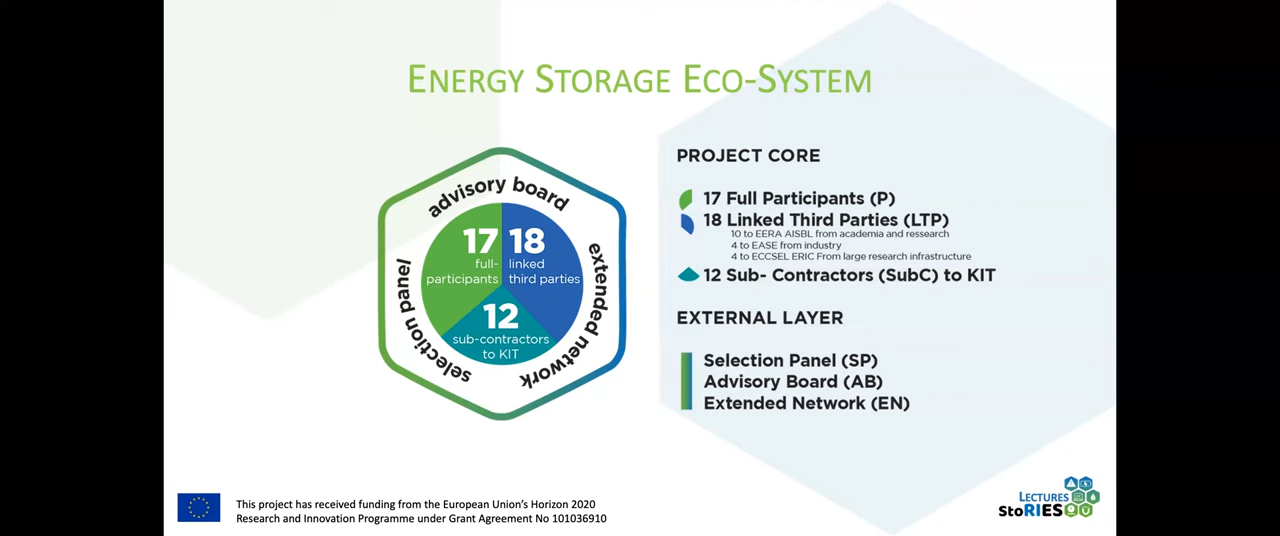 ENERGY STORAGE ECO-SYSTEM
advisory board
selection panel
extended network
17
full-
participants
18
linked
third parties
12
sub-contractors
to KIT
PROJECT CORE
17 Full Participants (P)
18 Linked Third Parties (LTP)
10 to EERA AISBL from academia and ressearch
4 to EASE from industry
4 to ECCSEL ERIC From large research infrastructure
12 Sub- Contractors (SubC) to KIT
EXTERNAL LAYER
Selection Panel (SP)
Advisory Board (AB)
Extended Network (EN)
This project has received funding from the European Union's Horizon 2020
Research and Innovation Programme under Grant Agreement No 101036910
LECTURES
StoRIES